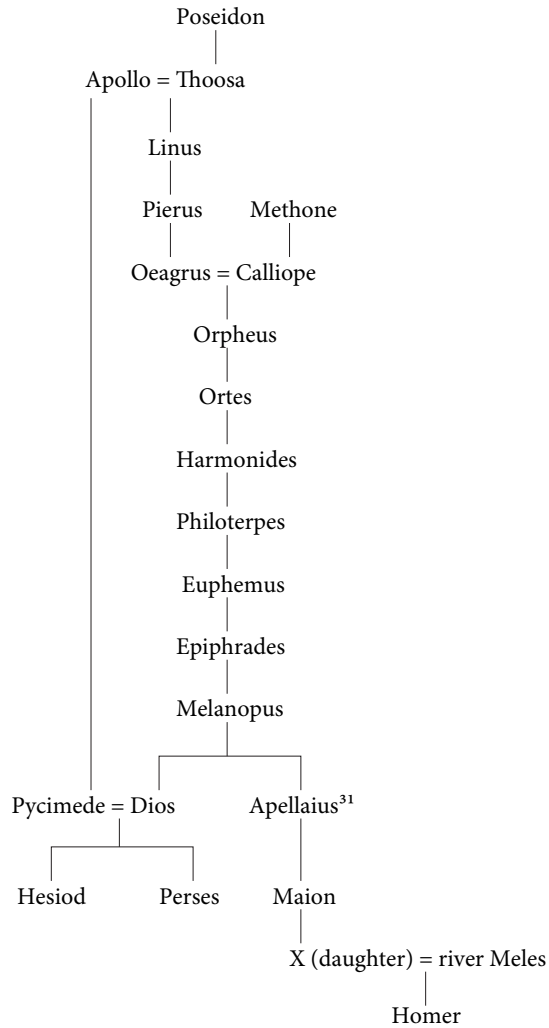 Poseidon
Apollo = Thoosa
Linus
Pierus Methone
Oeagrus = Calliope
Orpheus
Ortes
Harmonides
Philoterpes
Euphemus
Epiphrades
Melanopus
Pycimede = Dios Apellaius³¹
Hesiod Perses Maion
X (daughter) = river Meles
Homer